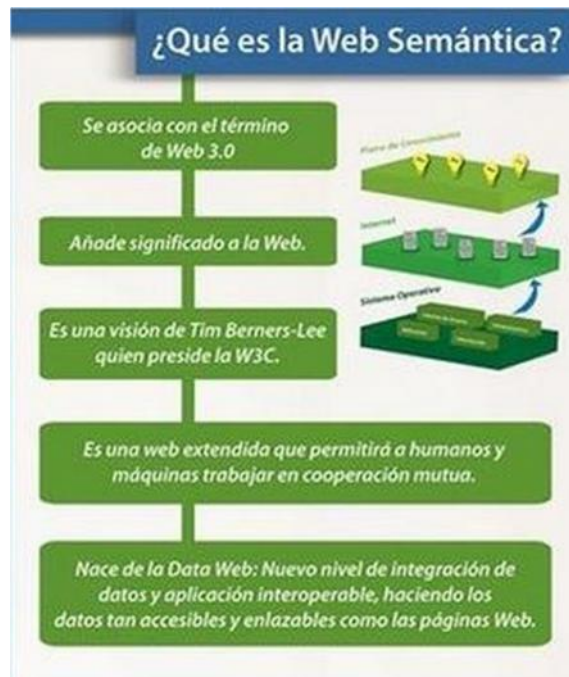 ¿Qué es la Web Semántica?
Se asocia con el término
de Web 3.0
Plano de Conocimiento
Añade significado a la Web.
Internet
Es una visión de Tim Berners-Lee
quien preside la W3C.
Sistema Operativo
Es una web extendida que permitirá a humanos y
máquinas trabajar en cooperación mutua.
Nace de la Data Web: Nuevo nivel de integración de
datos y aplicación interoperable, haciendo los
datos tan accesibles y enlazables como las páginas Web.